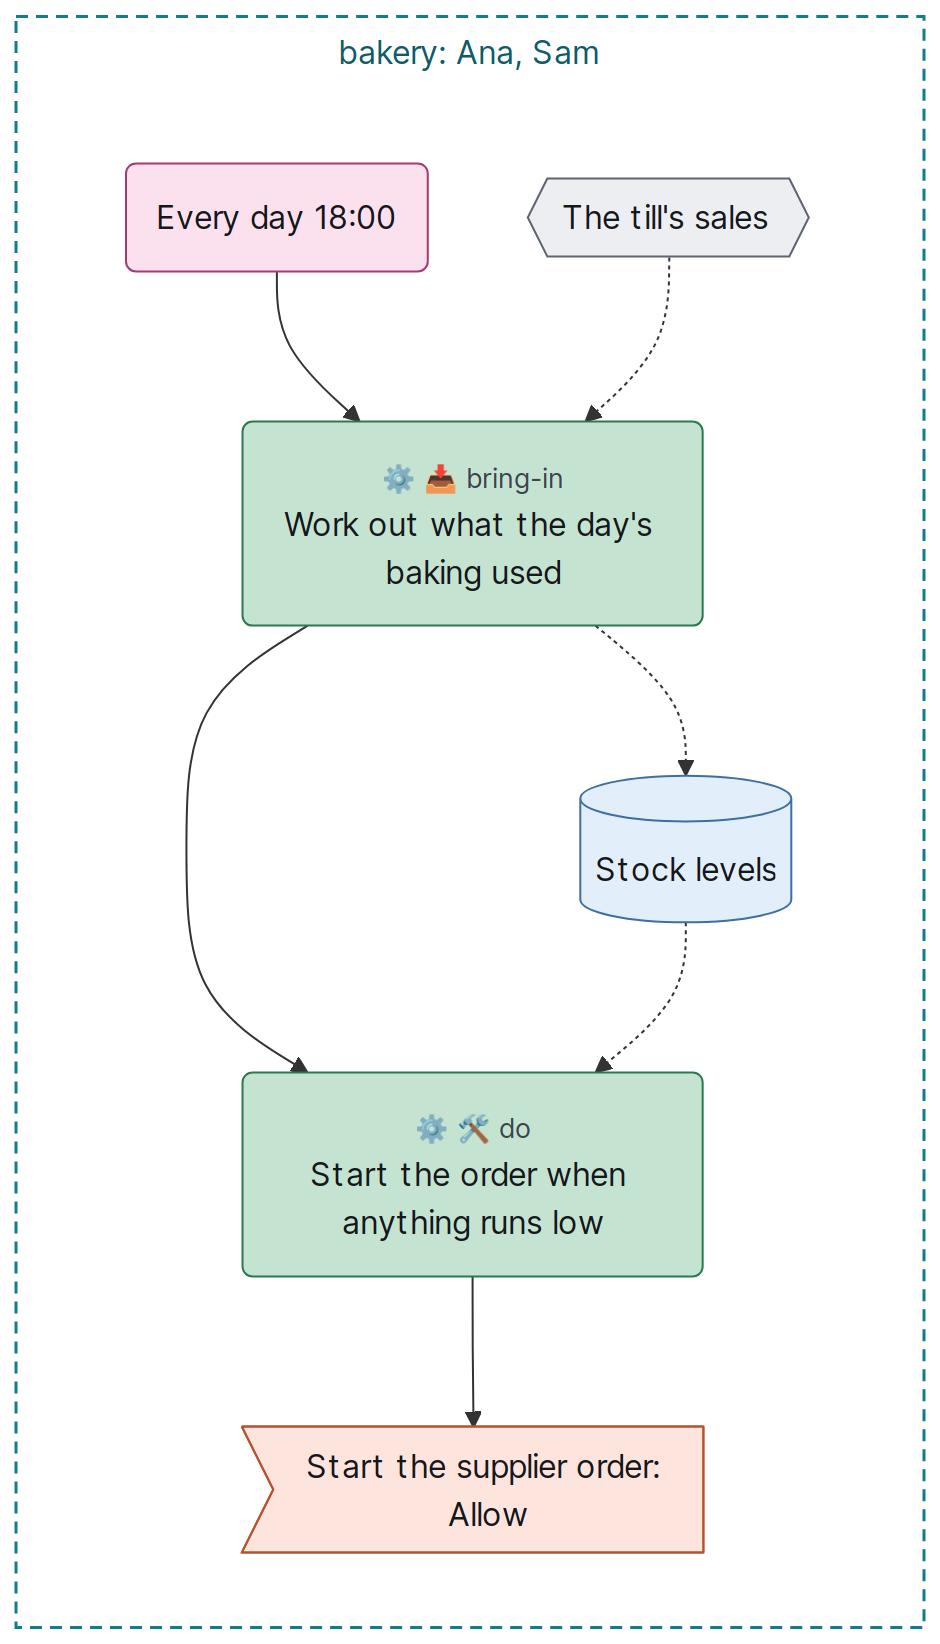 bakery: Ana, Sam
Every day 18:00
The till's sales
bring-in
Work out what the day's
baking used
Stock levels
do
Start the order when
anything runs low
Start the supplier order:
Allow